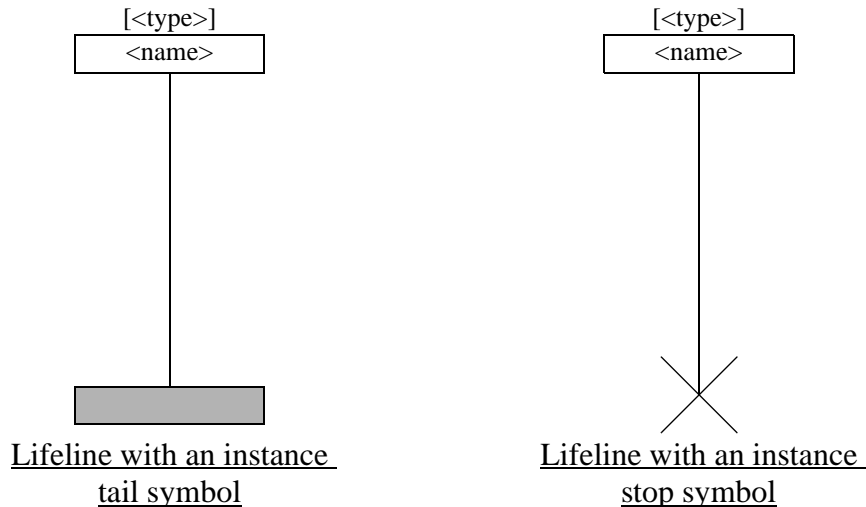 [<type>]
<name>
Lifeline with an instance
tail symbol
[<type>]
<name>
Lifeline with an instance
stop symbol